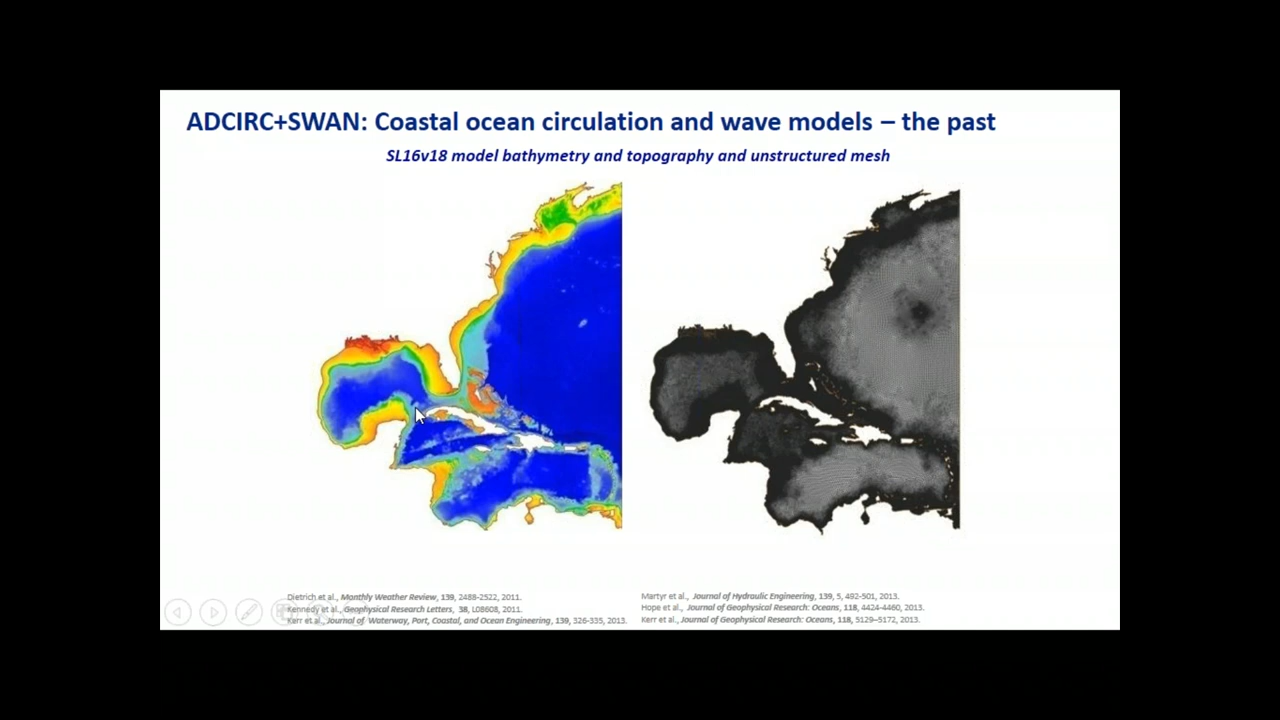 ADCIRC+SWAN: Coastal ocean circulation and wave models – the past
SL16v18 model bathymetry and topography and unstructured mesh
Dietrich et al., Monthly Weather Review, 139, 2488-2522, 2011.
Kennedy et al., Geophysical Research Letters, 38, L08608, 2011.
Kerr et al., Journal of Waterway, Port, Coastal, and Ocean Engineering, 139, 326-335, 2013.
Martyr et al., Journal of Hydraulic Engineering, 139, 5, 492-501, 2013.
Hope et al., Journal of Geophysical Research: Oceans, 118, 4424-4460, 2013.
Kerr et al., Journal of Geophysical Research: Oceans, 118, 5129–5172, 2013.